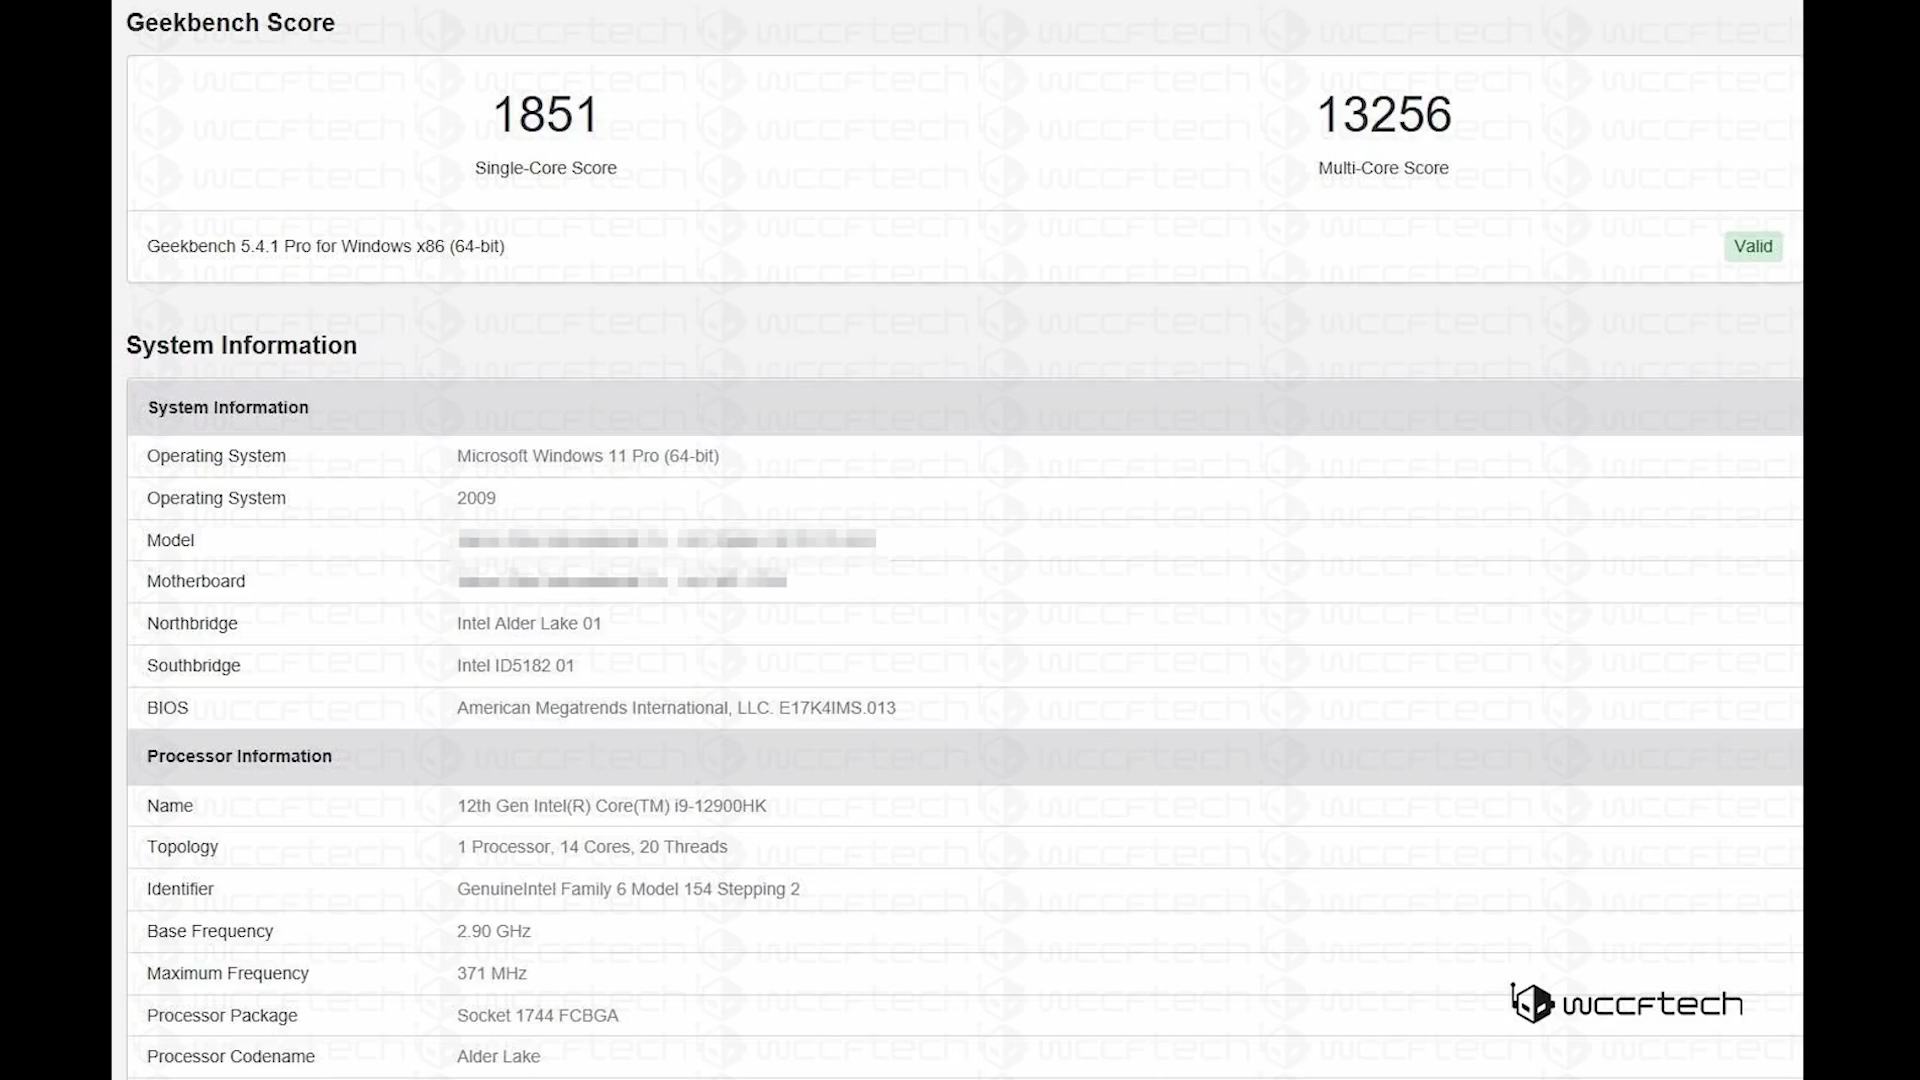 Geekbench Score
1851 13256
Single-Core Score Multi-Core Score
Geekbench 5.4.1 Pro for Windows x86 (64-bit) Valid
System Information
System Information
Operating System Microsoft Windows 11 Pro (64-bit)
Operating System 2009
Model
Motherboard
Northbridge Intel Alder Lake 01
Southbridge Intel ID5182 01
BIOS American Megatrends International, LLC. E17K4IMS.013
Processor Information
Name 12th Gen Intel(R) Core(TM) i9-12900HK
Topology 1 Processor, 14 Cores, 20 Threads
Identifier GenuineIntel Family 6 Model 154 Stepping 2
Base Frequency 2.90 GHz
Maximum Frequency 371 MHz
wccftech
Processor Package Socket 1744 FCBGA
Processor Codename Alder Lake